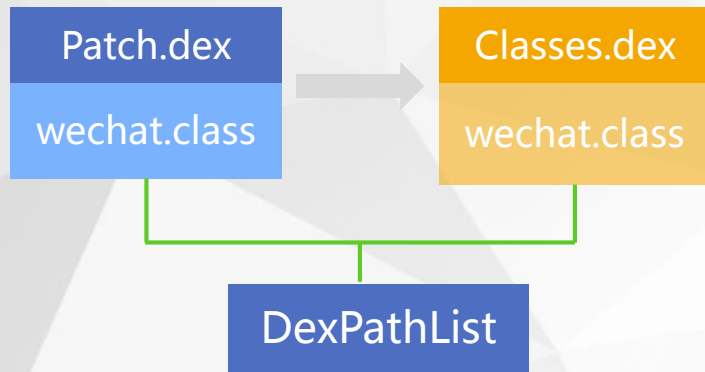 Patch.dex
wechat.class
Classes.dex
wechat.class
DexPathList